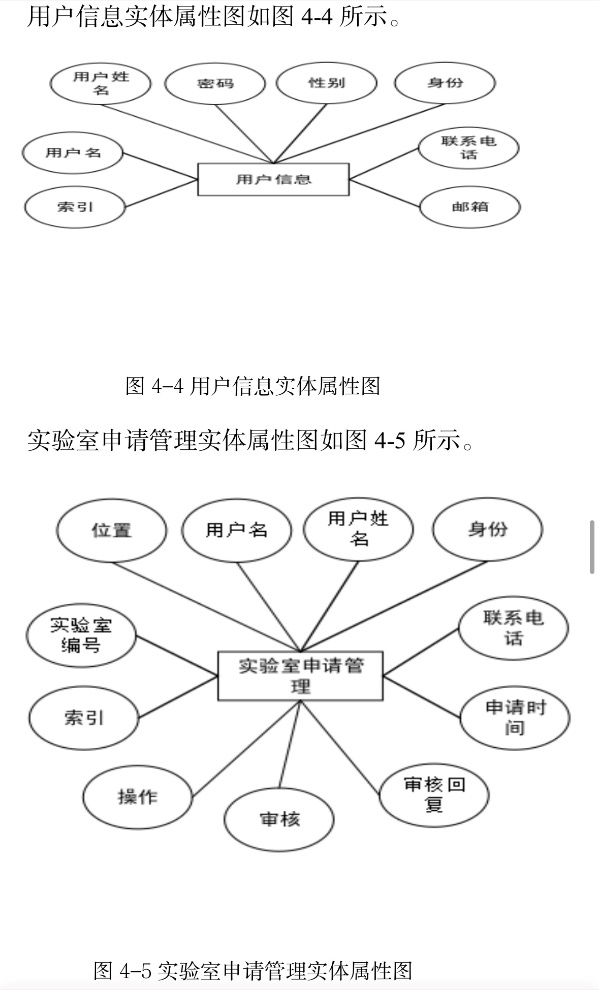 用户信息实体属性图如图 4-4 所示。
用户姓
名
密码
性别
身份
用户名
联系电
话
用户信息
索引
邮箱
图 4-4 用户信息实体属性图
实验室申请管理实体属性图如图 4-5 所示。
位置
用户名
用户姓
名
身份
实验室
编号
联系电
话
实验室申请管
理
索引
申请时
间
操作
审核
审核回
复
图 4-5 实验室申请管理实体属性图